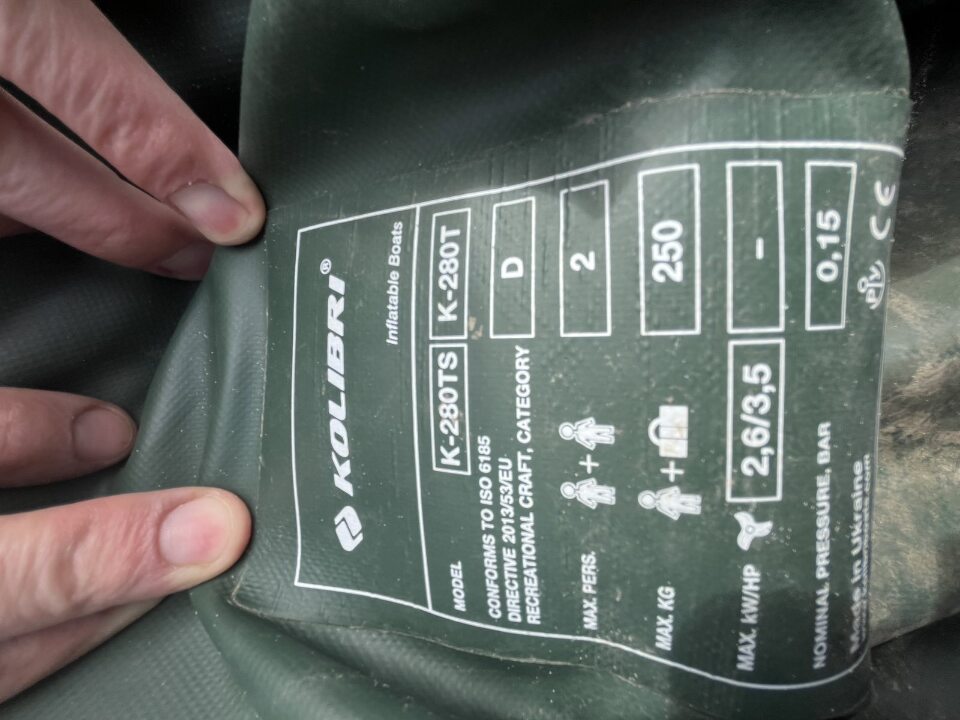 KOLIBRI®
Inflatable Boats
MODEL K-280TS K-280T
CONFORMS TO ISO 6185
DIRECTIVE 2013/53/EU
RECREATIONAL CRAFT, CATEGORY D
MAX. PERS. + 2
MAX. KG + 250
MAX. KW/HP 2,6/3,5 -
NOMINAL PRESSURE, BAR 0,15
Made in Ukraine CE